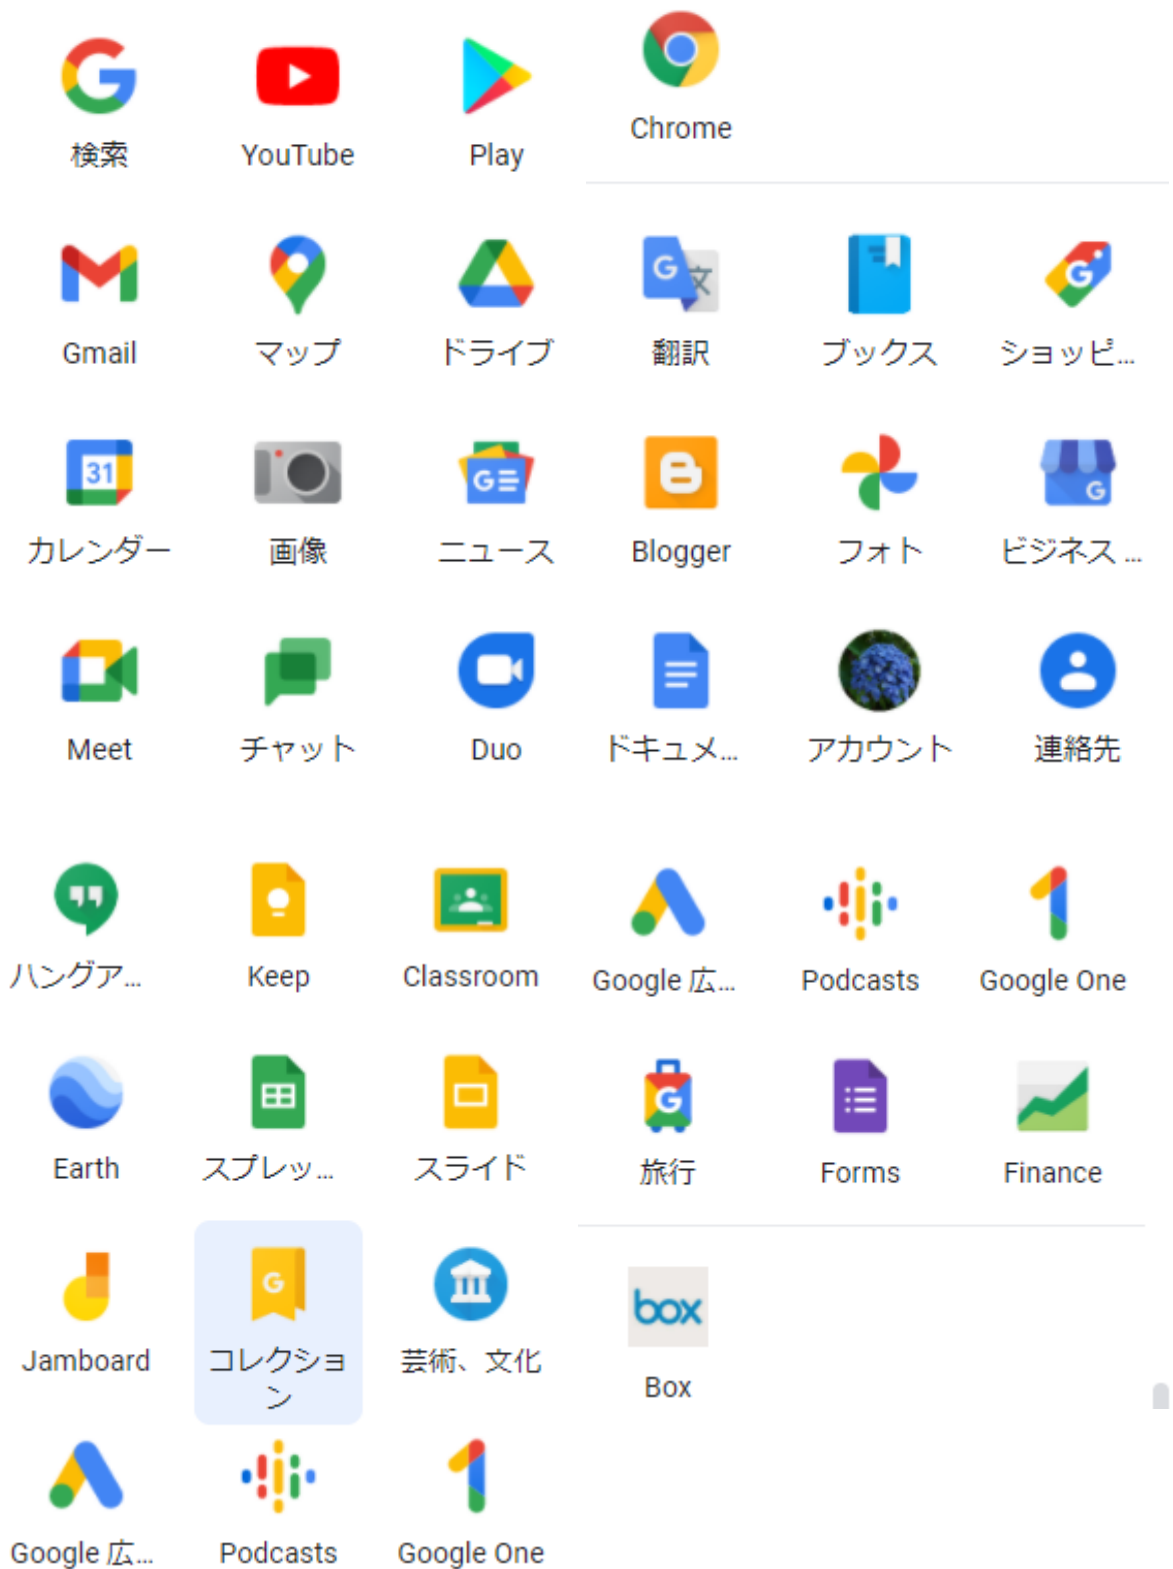 検索
YouTube
Play
Chrome
Gmail
マップ
ドライブ
翻訳
ブックス
ショッピ...
31
カレンダー
画像
ニュース
Blogger
フォト
ビジネス ...
Meet
チャット
Duo
ドキュメ...
アカウント
連絡先
ハングア...
Keep
Classroom
Google 広...
Podcasts
Google One
Earth
スプレッ...
スライド
旅行
Forms
Finance
Jamboard
コレクショ
ン
芸術、文化
box
Box
Google 広...
Podcasts
Google One